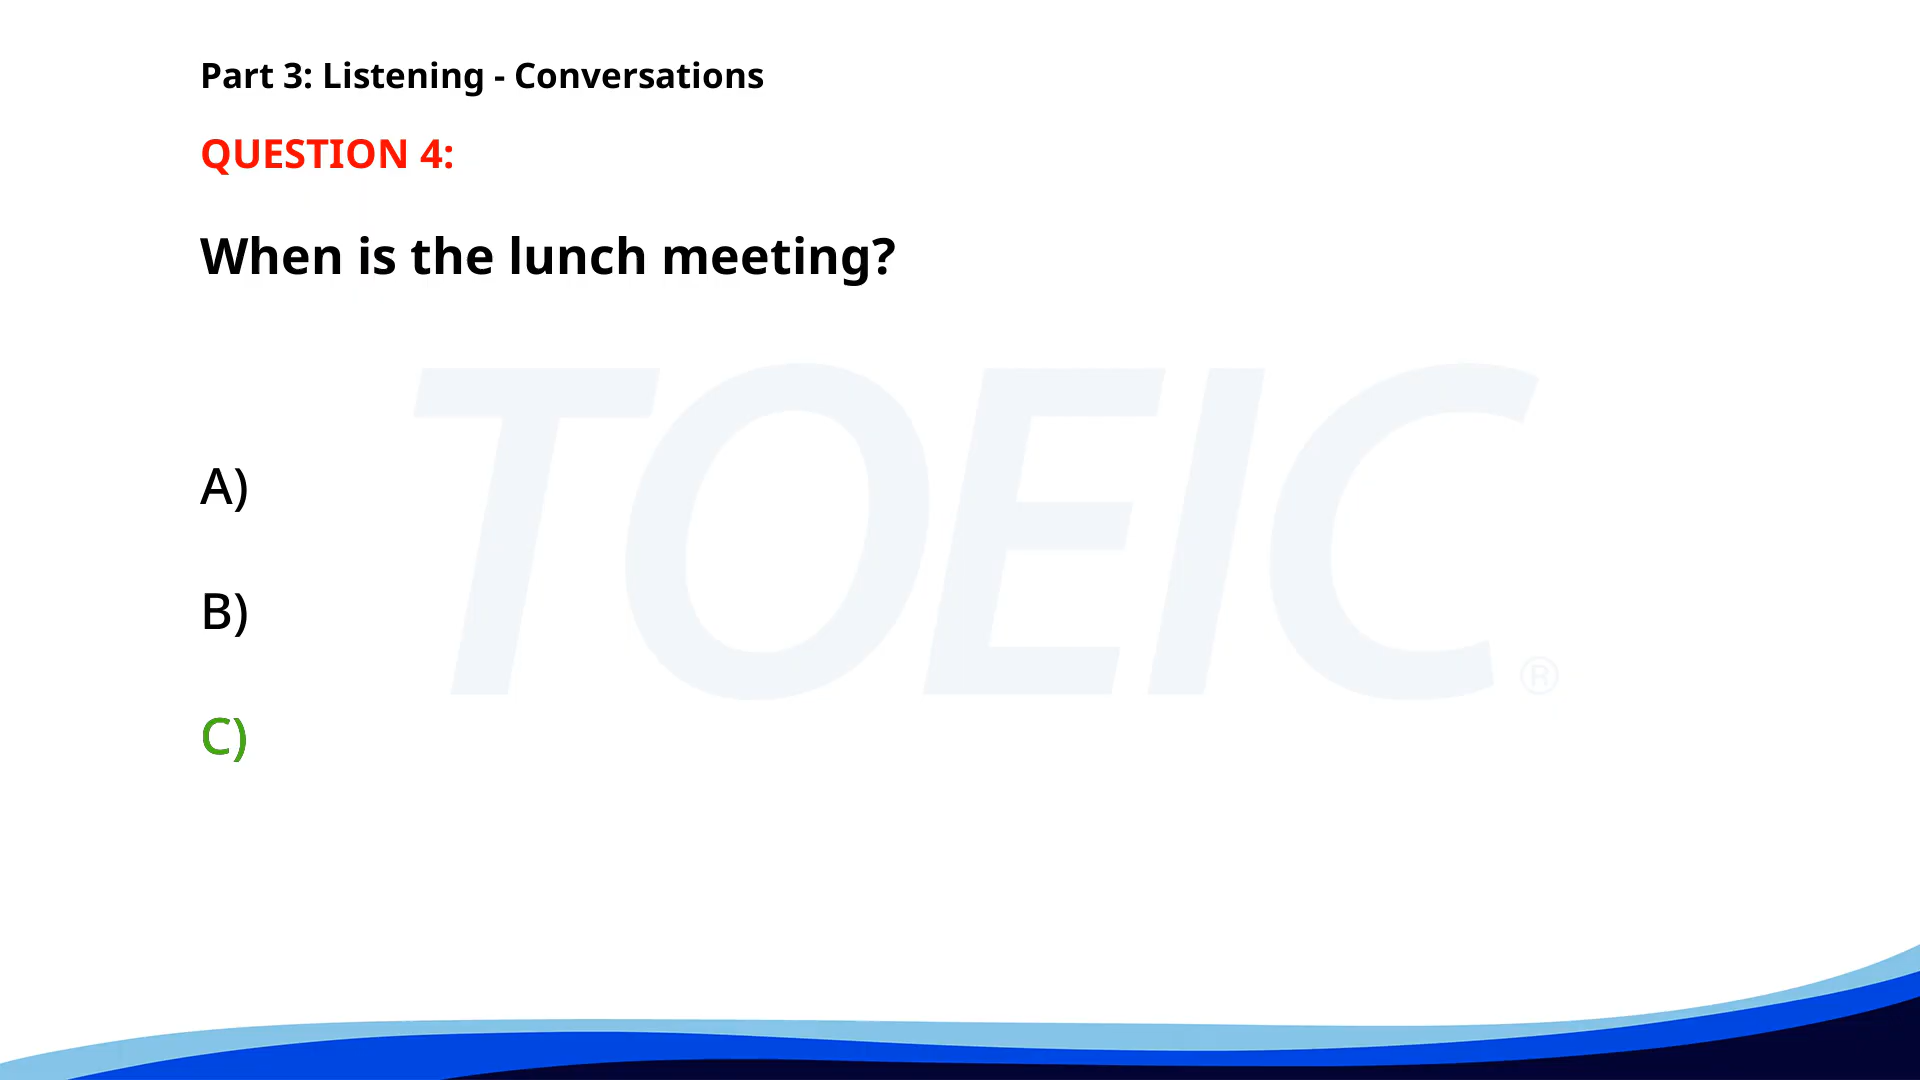 Part 3: Listening - Conversations
QUESTION 4:
When is the lunch meeting?
TOEIC ®
A)
B)
C)